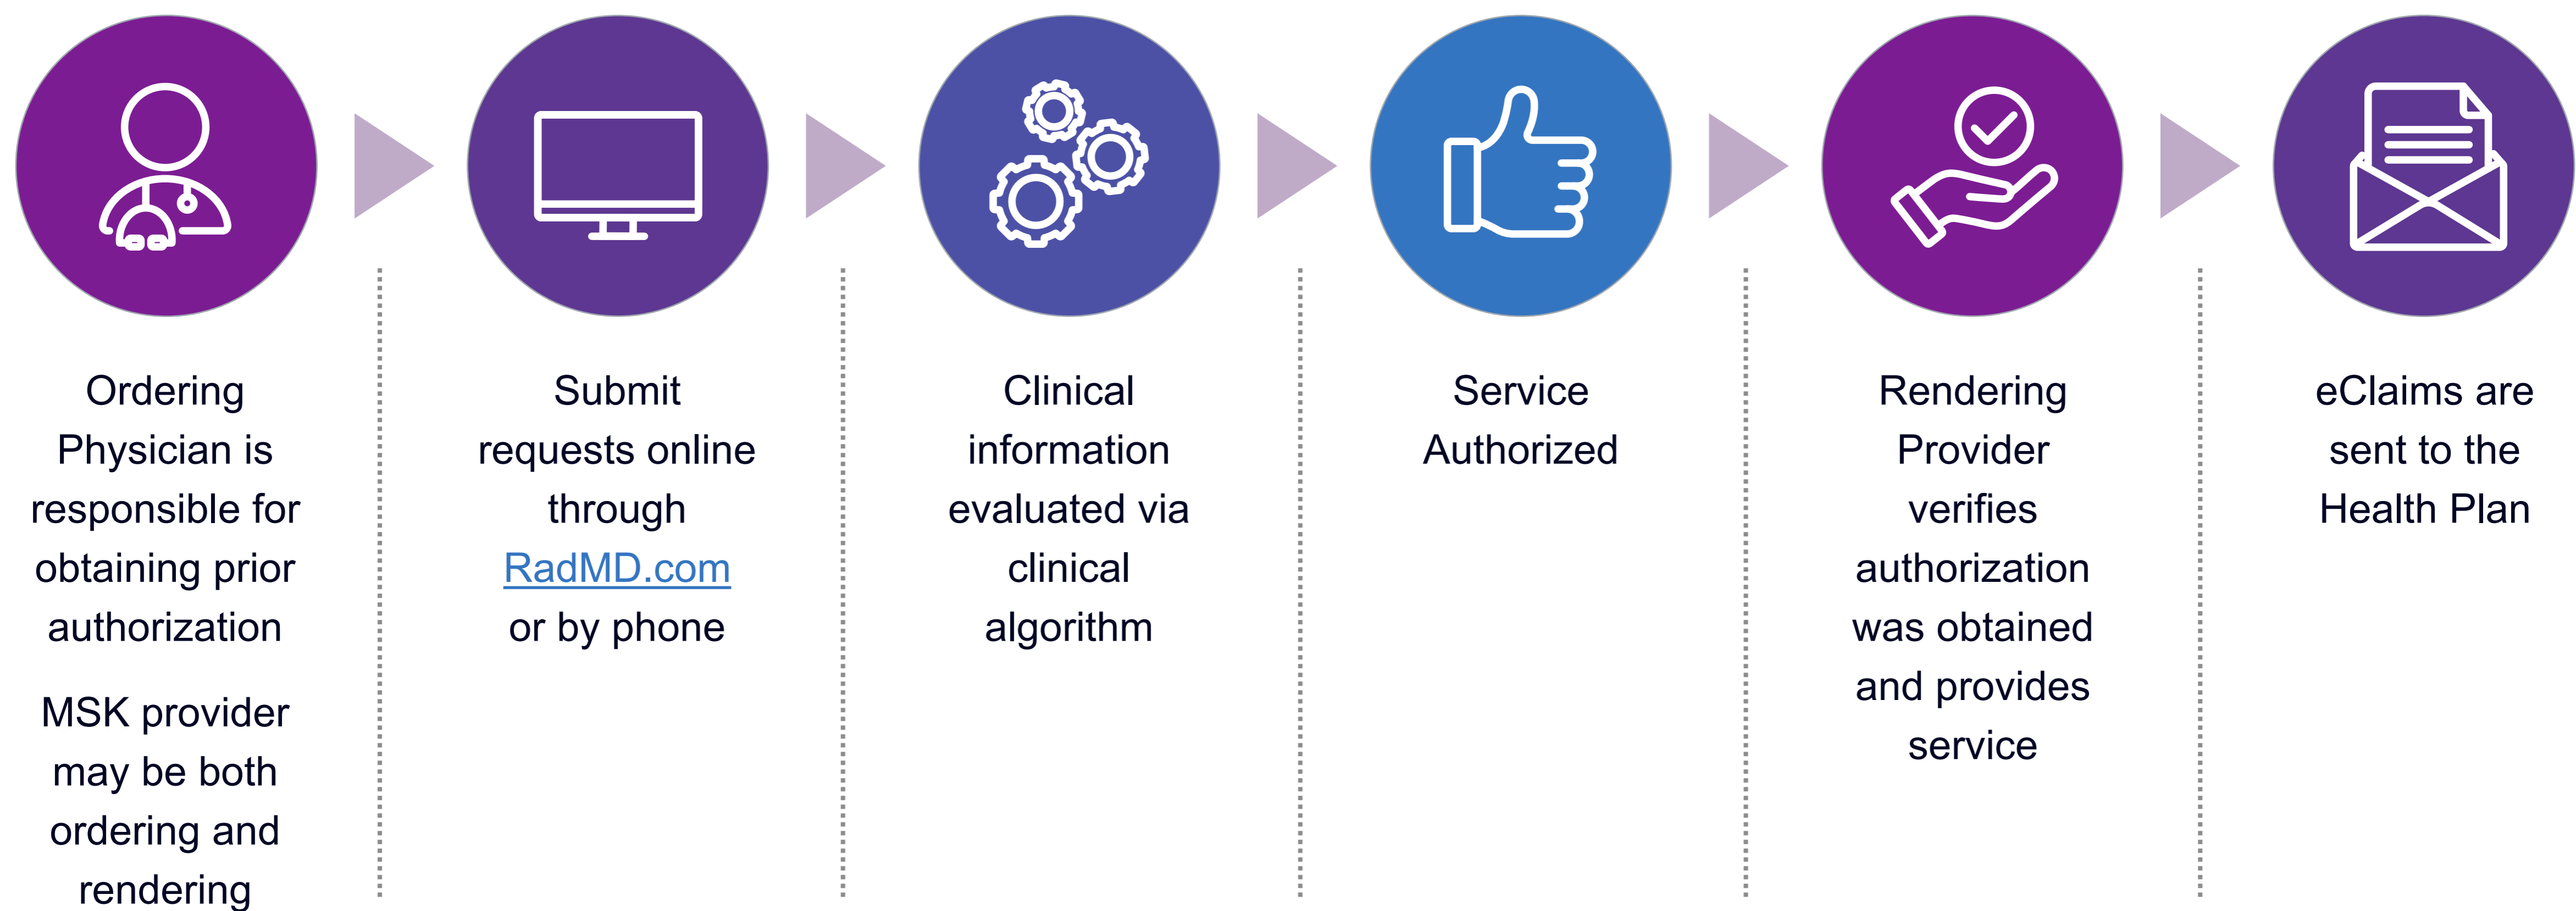 Ordering
Physician is
responsible for
obtaining prior
authorization
MSK provider
may be both
ordering and
rendering
Submit
requests online
through
RadMD.com
or by phone
Clinical
information
evaluated via
clinical
algorithm
Service
Authorized
Rendering
Provider
verifies
authorization
was obtained
and provides
service
eClaims are
sent to the
Health Plan